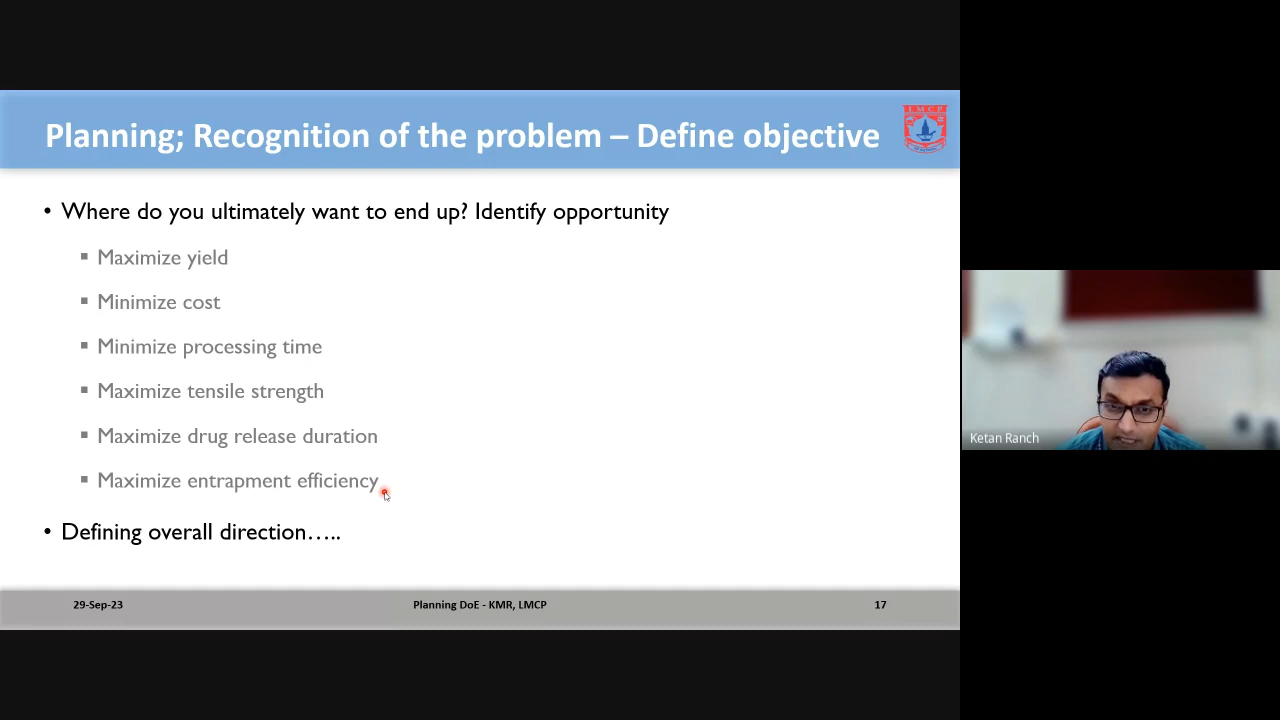 Planning; Recognition of the problem – Define objective
LMCP
• Where do you ultimately want to end up? Identify opportunity
▪ Maximize yield
▪ Minimize cost
▪ Minimize processing time
▪ Maximize tensile strength
▪ Maximize drug release duration
▪ Maximize entrapment efficiency
• Defining overall direction…..
29-Sep-23
Planning DoE - KMR, LMCP
17
Ketan Ranch